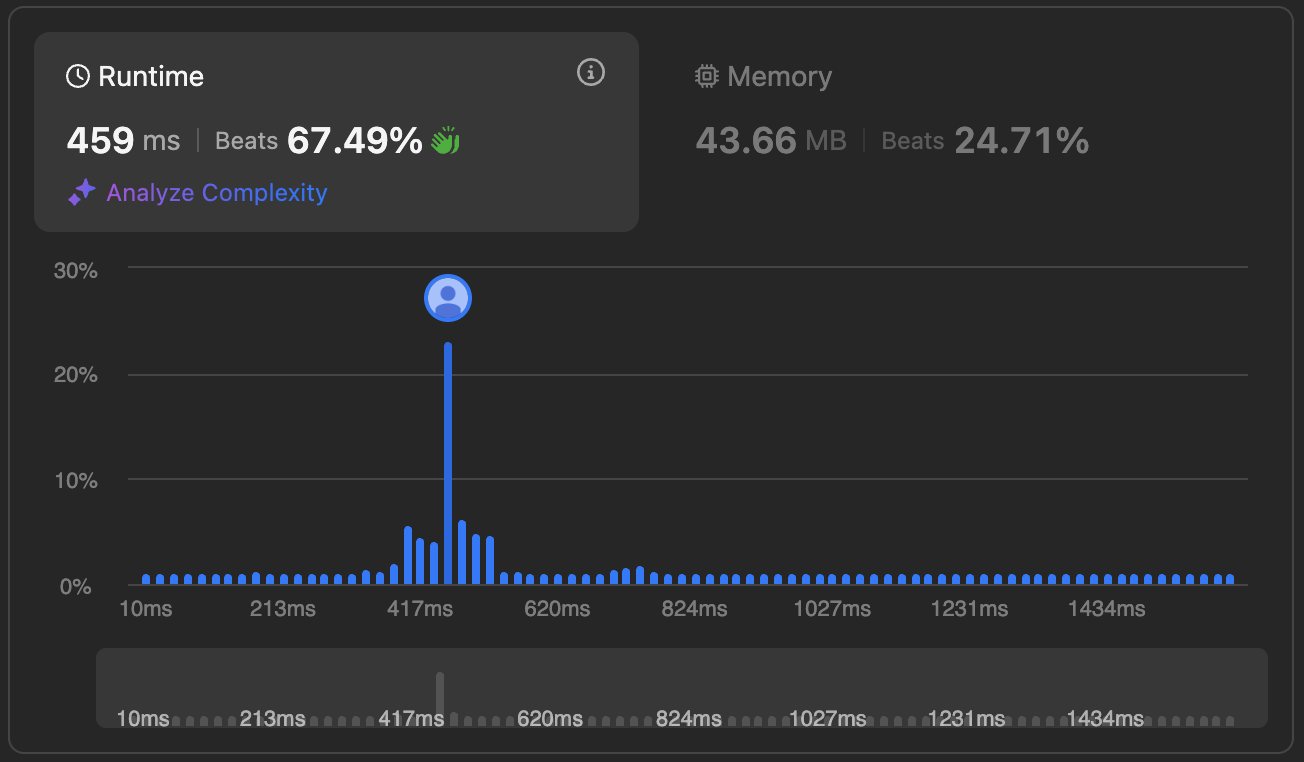 Runtime
459 ms | Beats 67.49%
Analyze Complexity
Memory
43.66 MB | Beats 24.71%
30%
20%
10%
0%
10ms 213ms 417ms 620ms 824ms 1027ms 1231ms 1434ms
10ms 213ms 417ms 620ms 824ms 1027ms 1231ms 1434ms